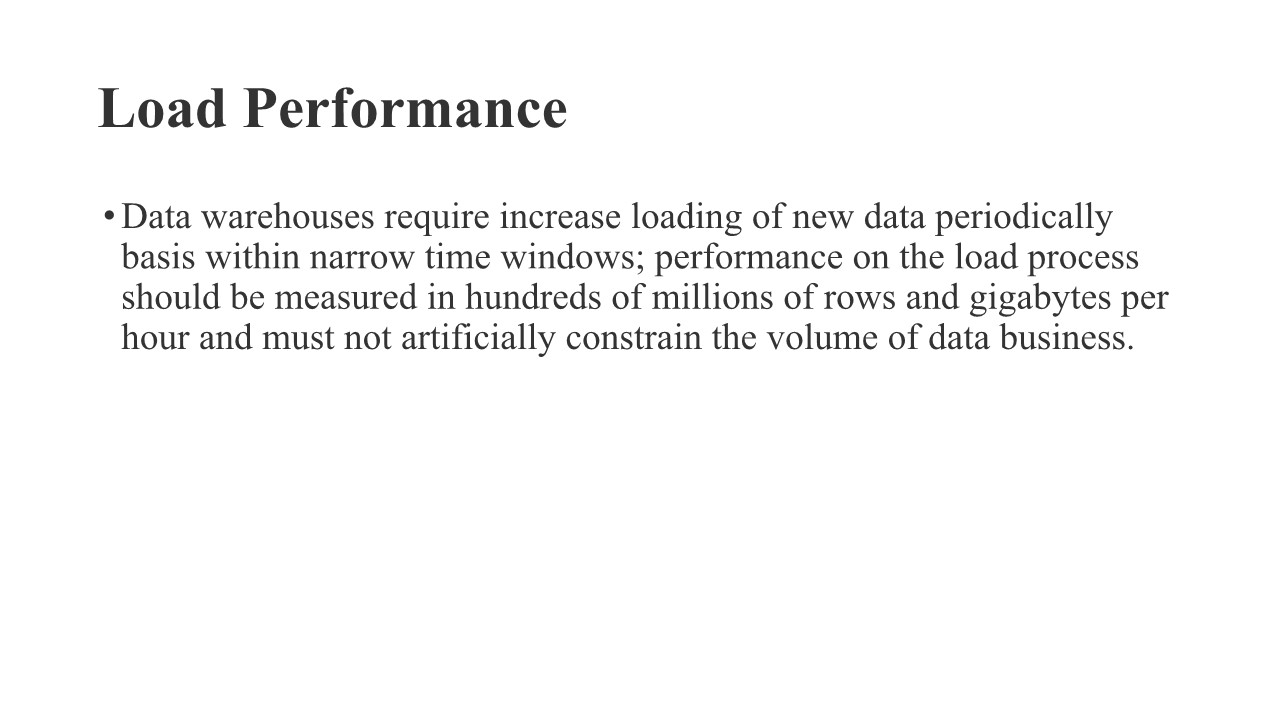 Load Performance
• Data warehouses require increase loading of new data periodically
basis within narrow time windows; performance on the load process
should be measured in hundreds of millions of rows and gigabytes per
hour and must not artificially constrain the volume of data business.